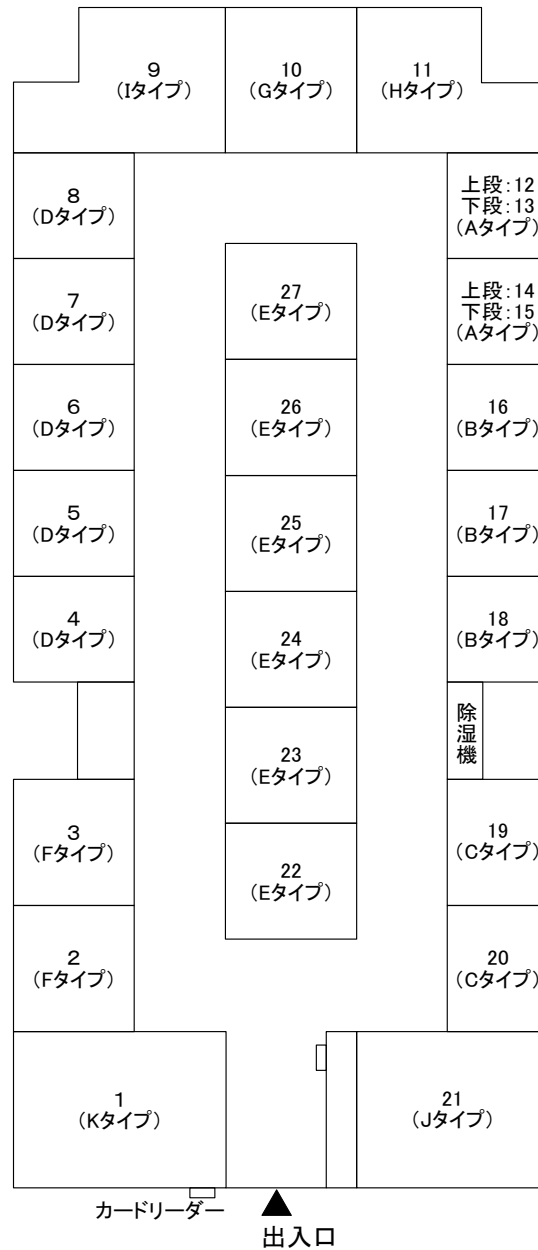 9
(Iタイプ)
10
(Gタイプ)
11
(Hタイプ)
8
(Dタイプ)
上段:12
下段:13
(Aタイプ)
7
(Dタイプ)
27
(Eタイプ)
上段:14
下段:15
(Aタイプ)
6
(Dタイプ)
26
(Eタイプ)
16
(Bタイプ)
5
(Dタイプ)
25
(Eタイプ)
17
(Bタイプ)
4
(Dタイプ)
24
(Eタイプ)
18
(Bタイプ)
除湿機
23
(Eタイプ)
3
(Fタイプ)
22
(Eタイプ)
19
(Cタイプ)
2
(Fタイプ)
20
(Cタイプ)
1
(Kタイプ)
21
(Jタイプ)
カードリーダー
出入口